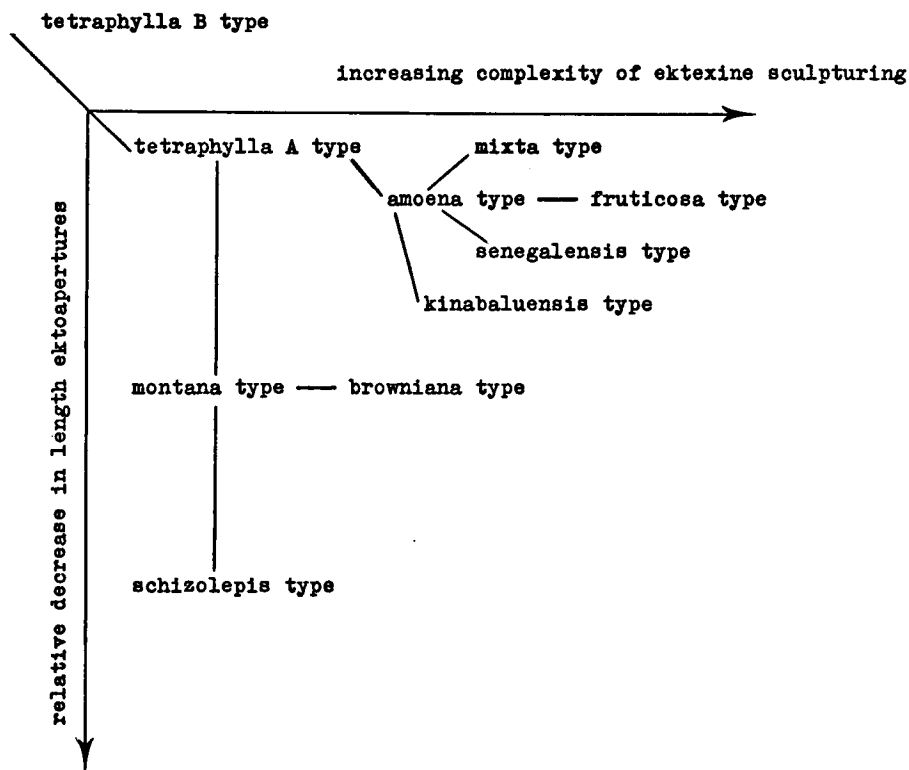 tetraphylla B type
increasing complexity of ektexine sculpturing
tetraphylla A type
mixta type
amoena type
fruticosa type
senegalensis type
kinabaluensis type
montana type
browniana type
schizolepis type
relative decrease in length ektoapertures